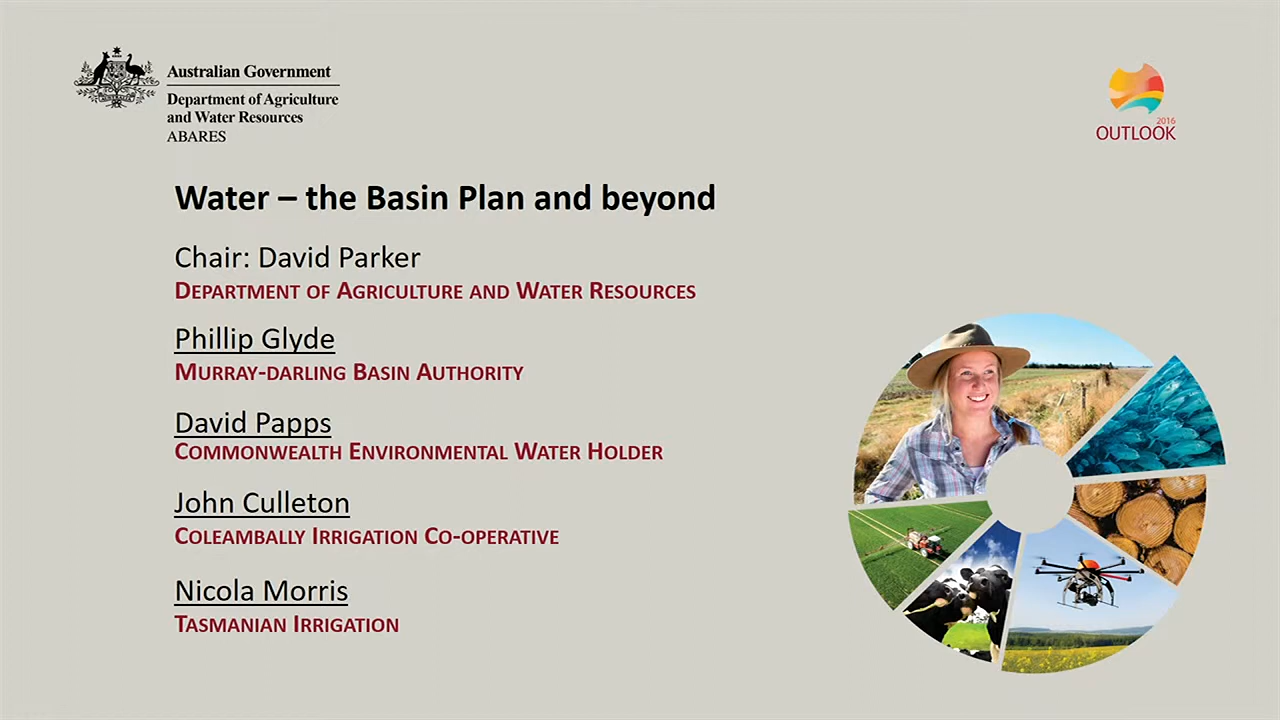 Australian Government
Department of Agriculture
and Water Resources
ABARES
2016
OUTLOOK
Water – the Basin Plan and beyond
Chair: David Parker
DEPARTMENT OF AGRICULTURE AND WATER RESOURCES
Phillip Glyde
MURRAY-DARLING BASIN AUTHORITY
David Papps
COMMONWEALTH ENVIRONMENTAL WATER HOLDER
John Culleton
COLEAMBALLY IRRIGATION CO-OPERATIVE
Nicola Morris
TASMANIAN IRRIGATION